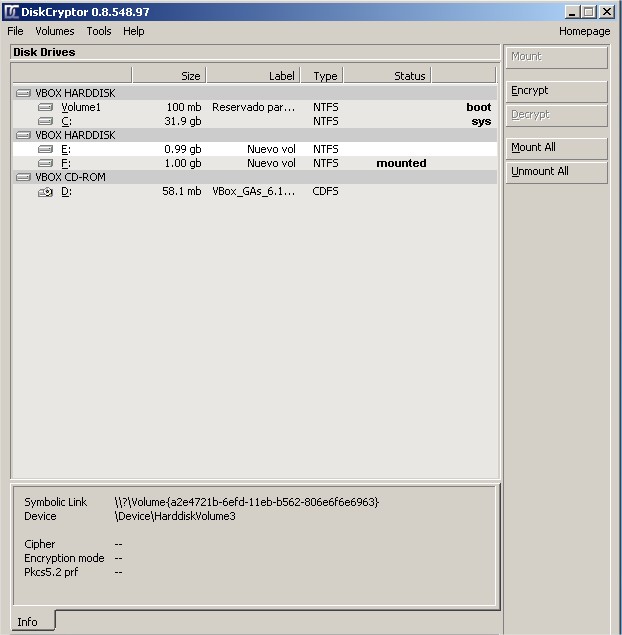 DiskCryptor 0.8.548.97
File Volumes Tools Help Homepage
Disk Drives
Size Label Type Status
VBOX HARDDISK
Volume1 100 mb Reservado par... NTFS boot
C: 31.9 gb NTFS sys
VBOX HARDDISK
E: 0.99 gb Nuevo vol NTFS
F: 1.00 gb Nuevo vol NTFS mounted
VBOX CD-ROM
D: 58.1 mb VBox_GAs_6.1... CDFS
Mount
Encrypt
Decrypt
Mount All
Unmount All
Symbolic Link \\?\Volume{a2e4721b-6efd-11eb-b562-806e6f6e6963}
Device \Device\HarddiskVolume3
Cipher --
Encryption mode --
Pkcs5.2 prf --
Info